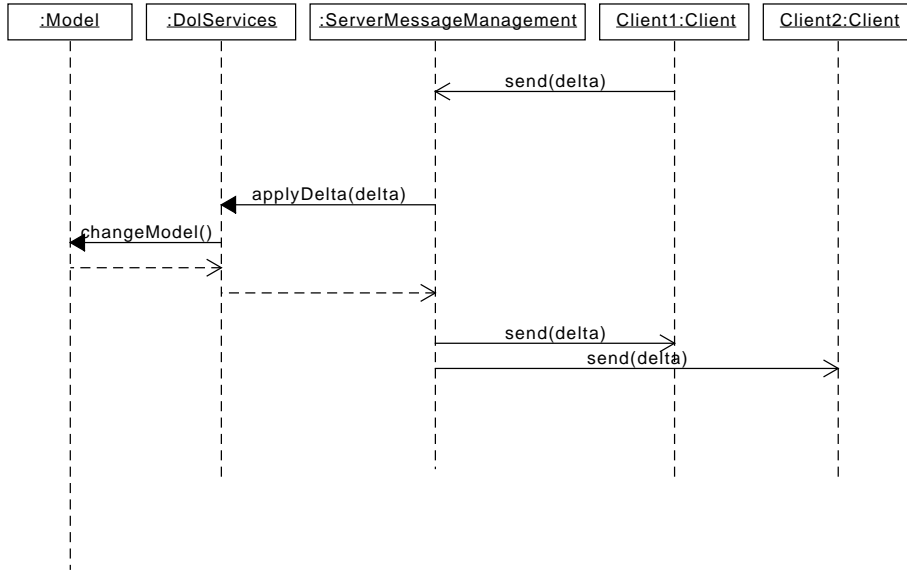 :Model
:DolServices
:ServerMessageManagement
Client1:Client
Client2:Client
send(delta)
applyDelta(delta)
changeModel()
send(delta)
send(delta)